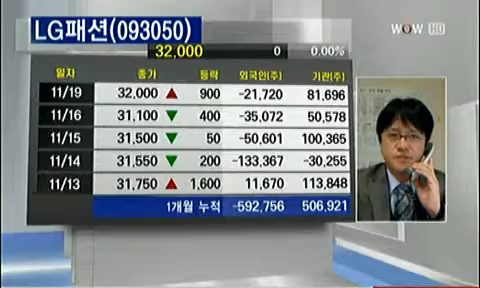 LG패션(093050)
WOW HD
32,000 0 0.00%
일자 종가 등락 외국인(주) 기관(주)
11/19 32,000 ▲ 900 -21,720 81,696
11/16 31,100 ▼ 400 -35,072 50,578
11/15 31,500 ▼ 50 -50,601 100,365
11/14 31,550 ▼ 200 -133,367 -30,255
11/13 31,750 ▲ 1,600 11,670 113,848
1개월 누적 -592,756 506,921